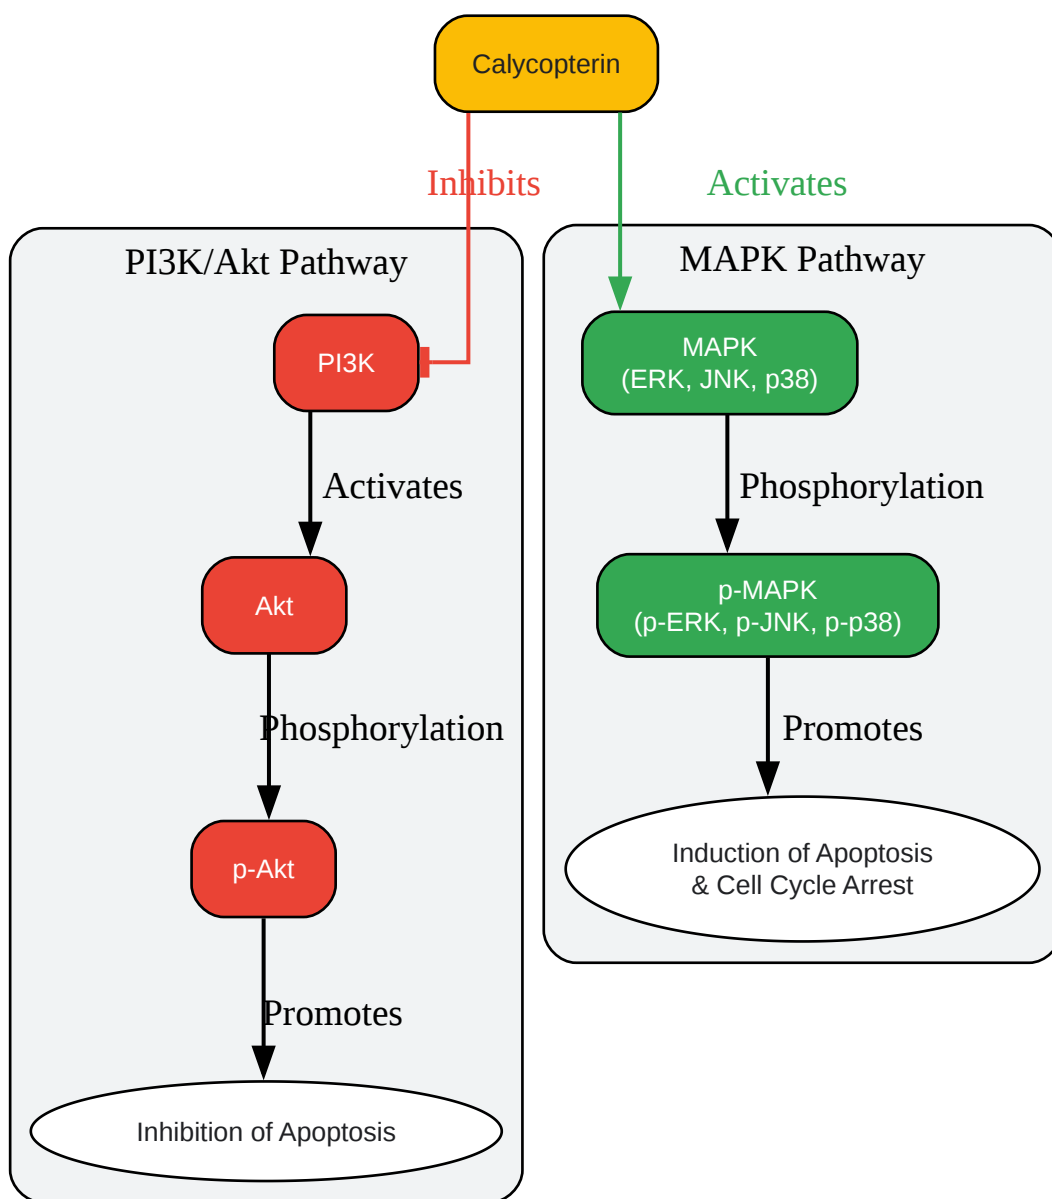 Calycopterin
Inhibits
Activates
PI3K/Akt Pathway
PI3K
Activates
Akt
Phosphorylation
p-Akt
Promotes
Inhibition of Apoptosis
MAPK Pathway
MAPK
(ERK, JNK, p38)
Phosphorylation
p-MAPK
(p-ERK, p-JNK, p-p38)
Promotes
Induction of Apoptosis
& Cell Cycle Arrest